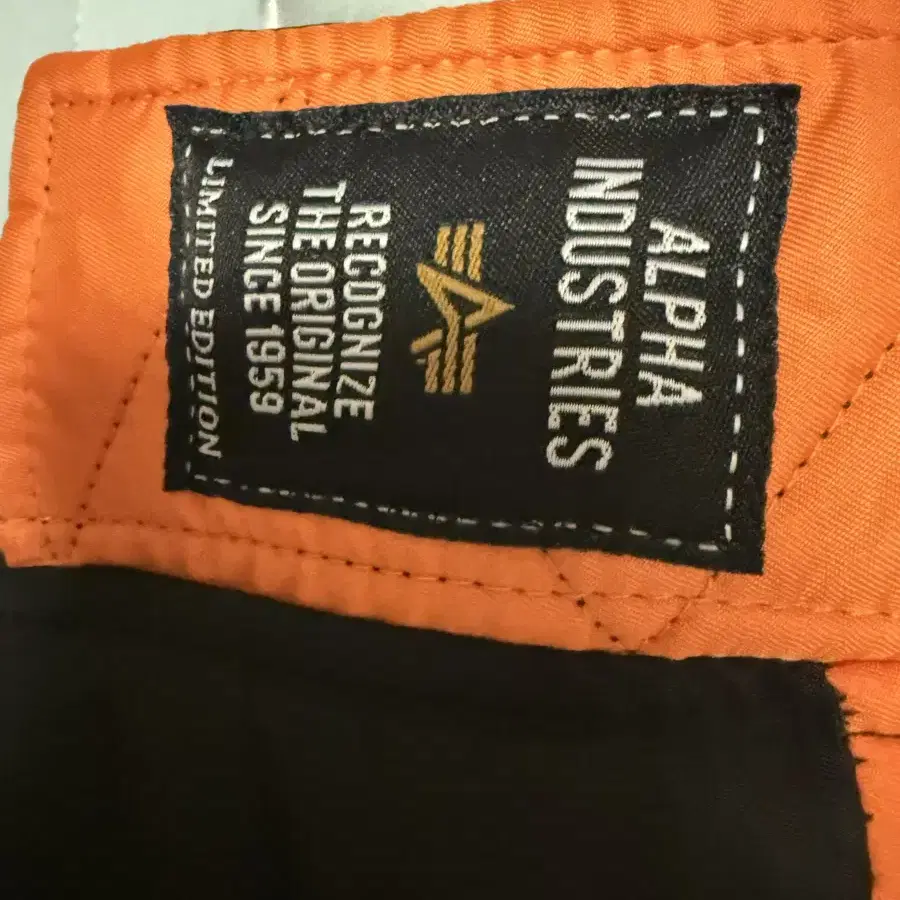 ALPHA
INDUSTRIES
RECOGNIZE
THE ORIGINAL
SINCE 1959
LIMITED EDITION